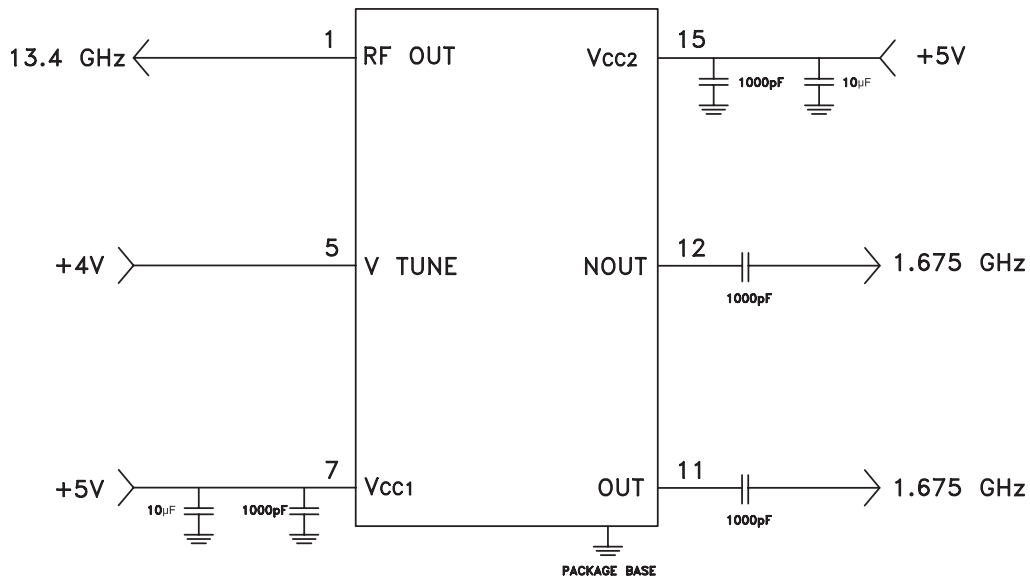 13.4 GHz
1
RF OUT
Vcc2
15
+5V
1000pF
10µF
+4V
5
V TUNE
NOUT
12
1000pF
1.675 GHz
+5V
7
Vcc1
10µF
1000pF
OUT
11
1000pF
1.675 GHz
PACKAGE BASE